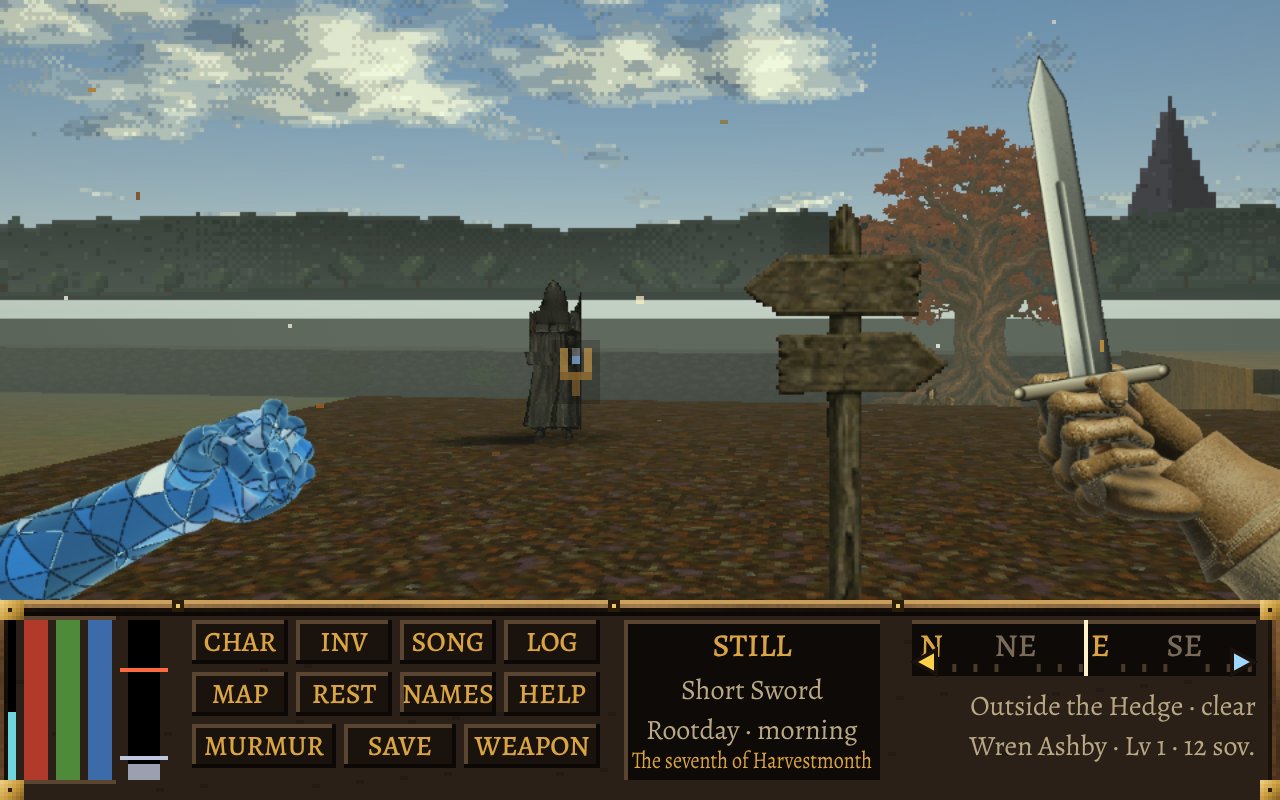 CHAR INV SONG LOG
MAP REST NAMES HELP
MURMUR SAVE WEAPON
STILL
Short Sword
Rootday · morning
The seventh of Harvestmonth
N NE E SE
Outside the Hedge · clear
Wren Ashby · Lv 1 · 12 sov.